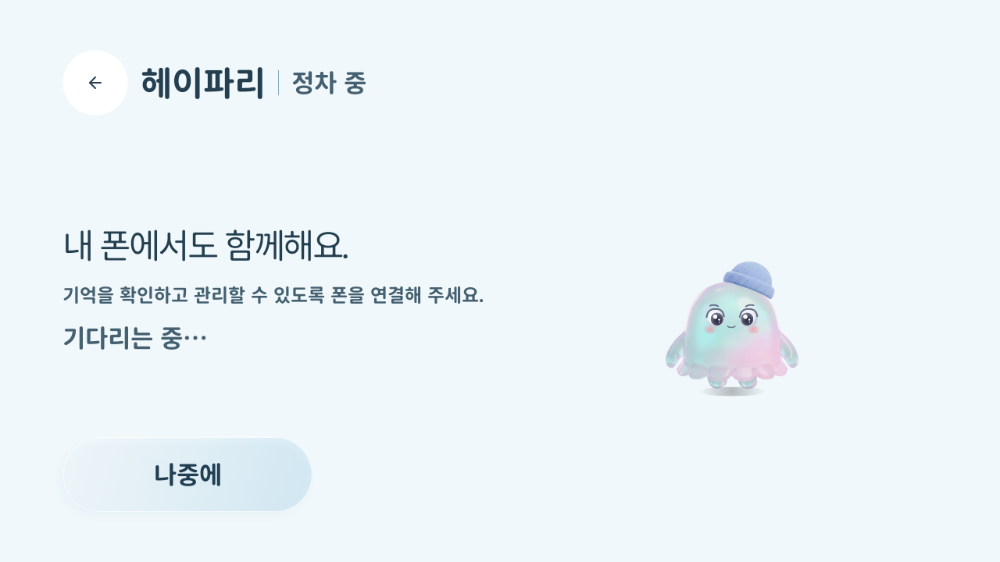 헤이파리 | 정차 중
내 폰에서도 함께해요.
기억을 확인하고 관리할 수 있도록 폰을 연결해 주세요.
기다리는 중⋯
나중에